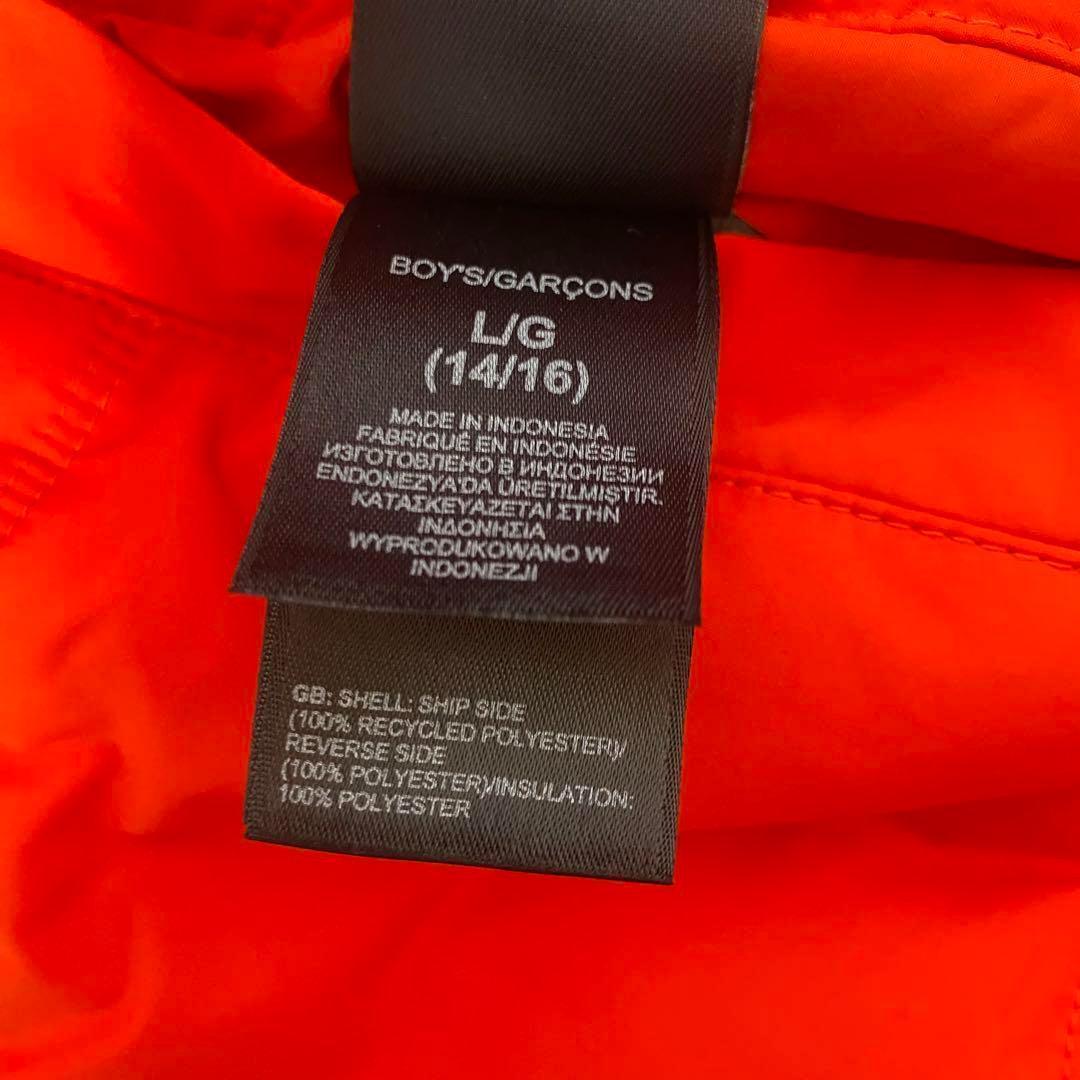 BOY'S/GARÇONS
L/G
(14/16)
MADE IN INDONESIA
FABRIQUÉ EN INDONÉSIE
ИЗГОТОВЛЕНО В ИНДОНЕЗИИ
ENDONEZYA'DA ÜRETILMIŞTIR.
ΚΑΤΑΣΚΕΥΑΖΕΤΑΙ ΣΤΗΝ
ΙΝΔΟΝΗΣΙΑ
WYPRODUKOWANO W
INDONEZJI
GB: SHELL: SHIP SIDE
(100% RECYCLED POLYESTER)/
REVERSE SIDE
(100% POLYESTER)/INSULATION:
100% POLYESTER